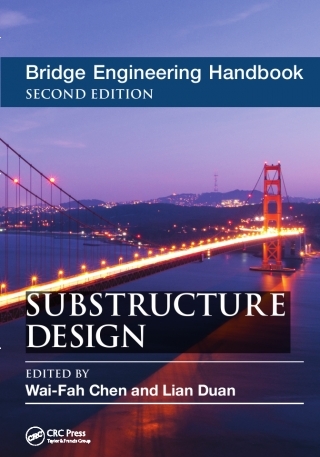 Bridge Engineering Handbook
SECOND EDITION
SUBSTRUCTURE
DESIGN
EDITED BY
Wai-Fah Chen and Lian Duan
CRC
CRC Press
Taylor & Francis Group